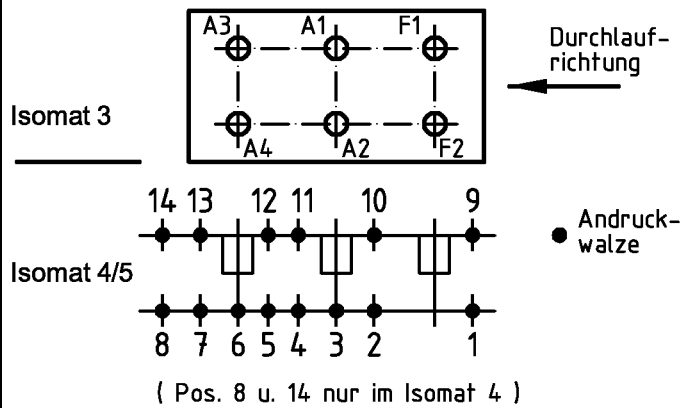 A3 A1 F1
Durchlauf-
richtung
Isomat 3
A4 A2 F2
14 13 12 11 10 9
Andruck-
walze
Isomat 4/5
8 7 6 5 4 3 2 1
( Pos. 8 u. 14 nur im Isomat 4 )